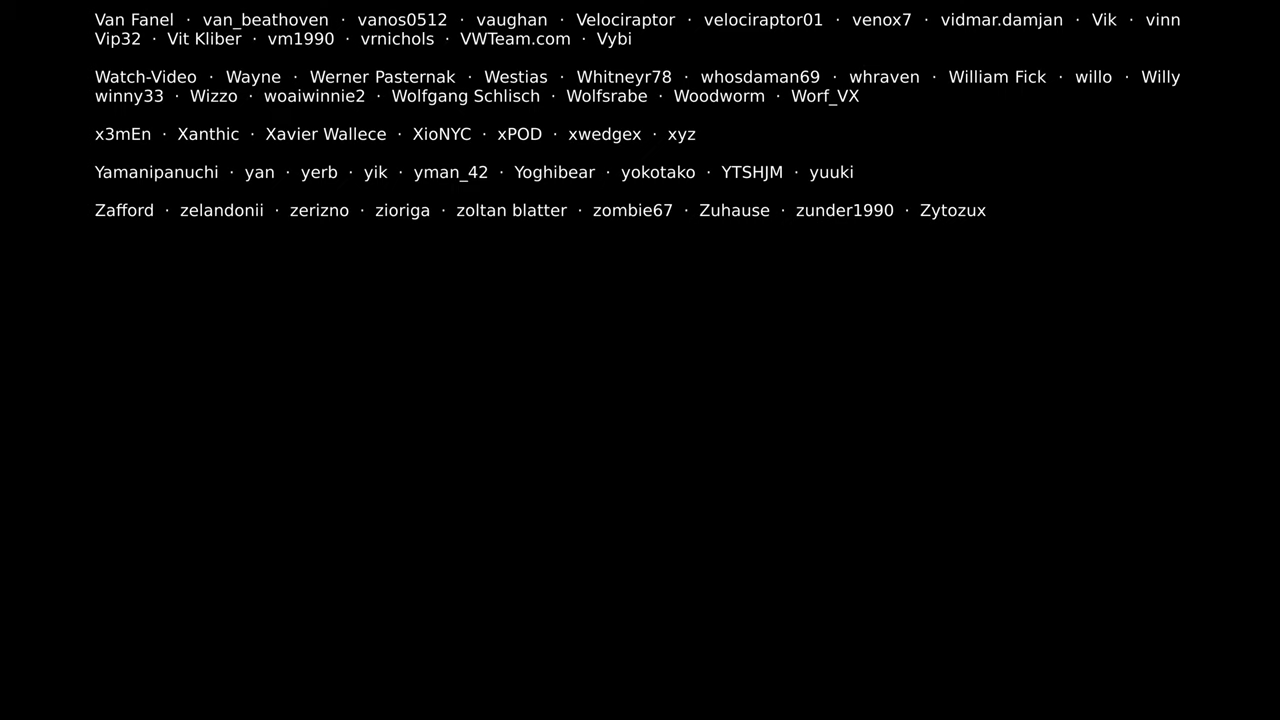 Van Fanel · van_beathoven · vanos0512 · vaughan · Velociraptor · velociraptor01 · venox7 · vidmar.damjan · Vik · vinn
Vip32 · Vit Kliber · vm1990 · vrnichols · VWTeam.com · Vybi
Watch-Video · Wayne · Werner Pasternak · Westias · Whitneyr78 · whosdaman69 · whraven · William Fick · willo · Willy
winny33 · Wizzo · woaiwinnie2 · Wolfgang Schlisch · Wolfsrabe · Woodworm · Worf_VX
x3mEn · Xanthic · Xavier Wallece · XioNYC · xPOD · xwedgex · xyz
Yamanipanuchi · yan · yerb · yik · yman_42 · Yoghibear · yokotako · YTSHJM · yuuki
Zafford · zelandonii · zerizno · zioriga · zoltan blatter · zombie67 · Zuhause · zunder1990 · Zytozux